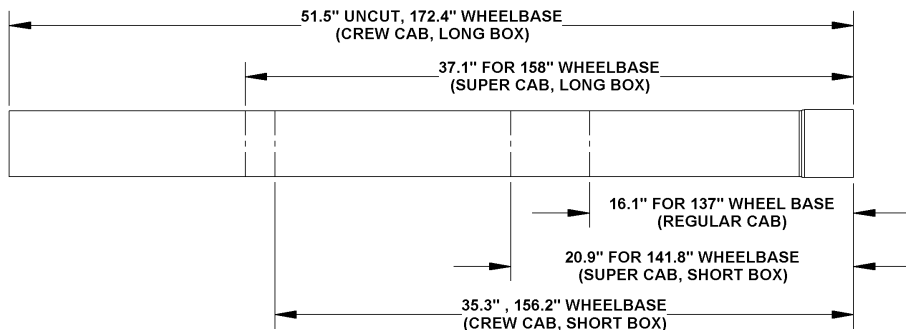 51.5" UNCUT, 172.4" WHEELBASE
(CREW CAB, LONG BOX)
37.1" FOR 158" WHEELBASE
(SUPER CAB, LONG BOX)
16.1" FOR 137" WHEEL BASE
(REGULAR CAB)
20.9" FOR 141.8" WHEELBASE
(SUPER CAB, SHORT BOX)
35.3" , 156.2" WHEELBASE
(CREW CAB, SHORT BOX)